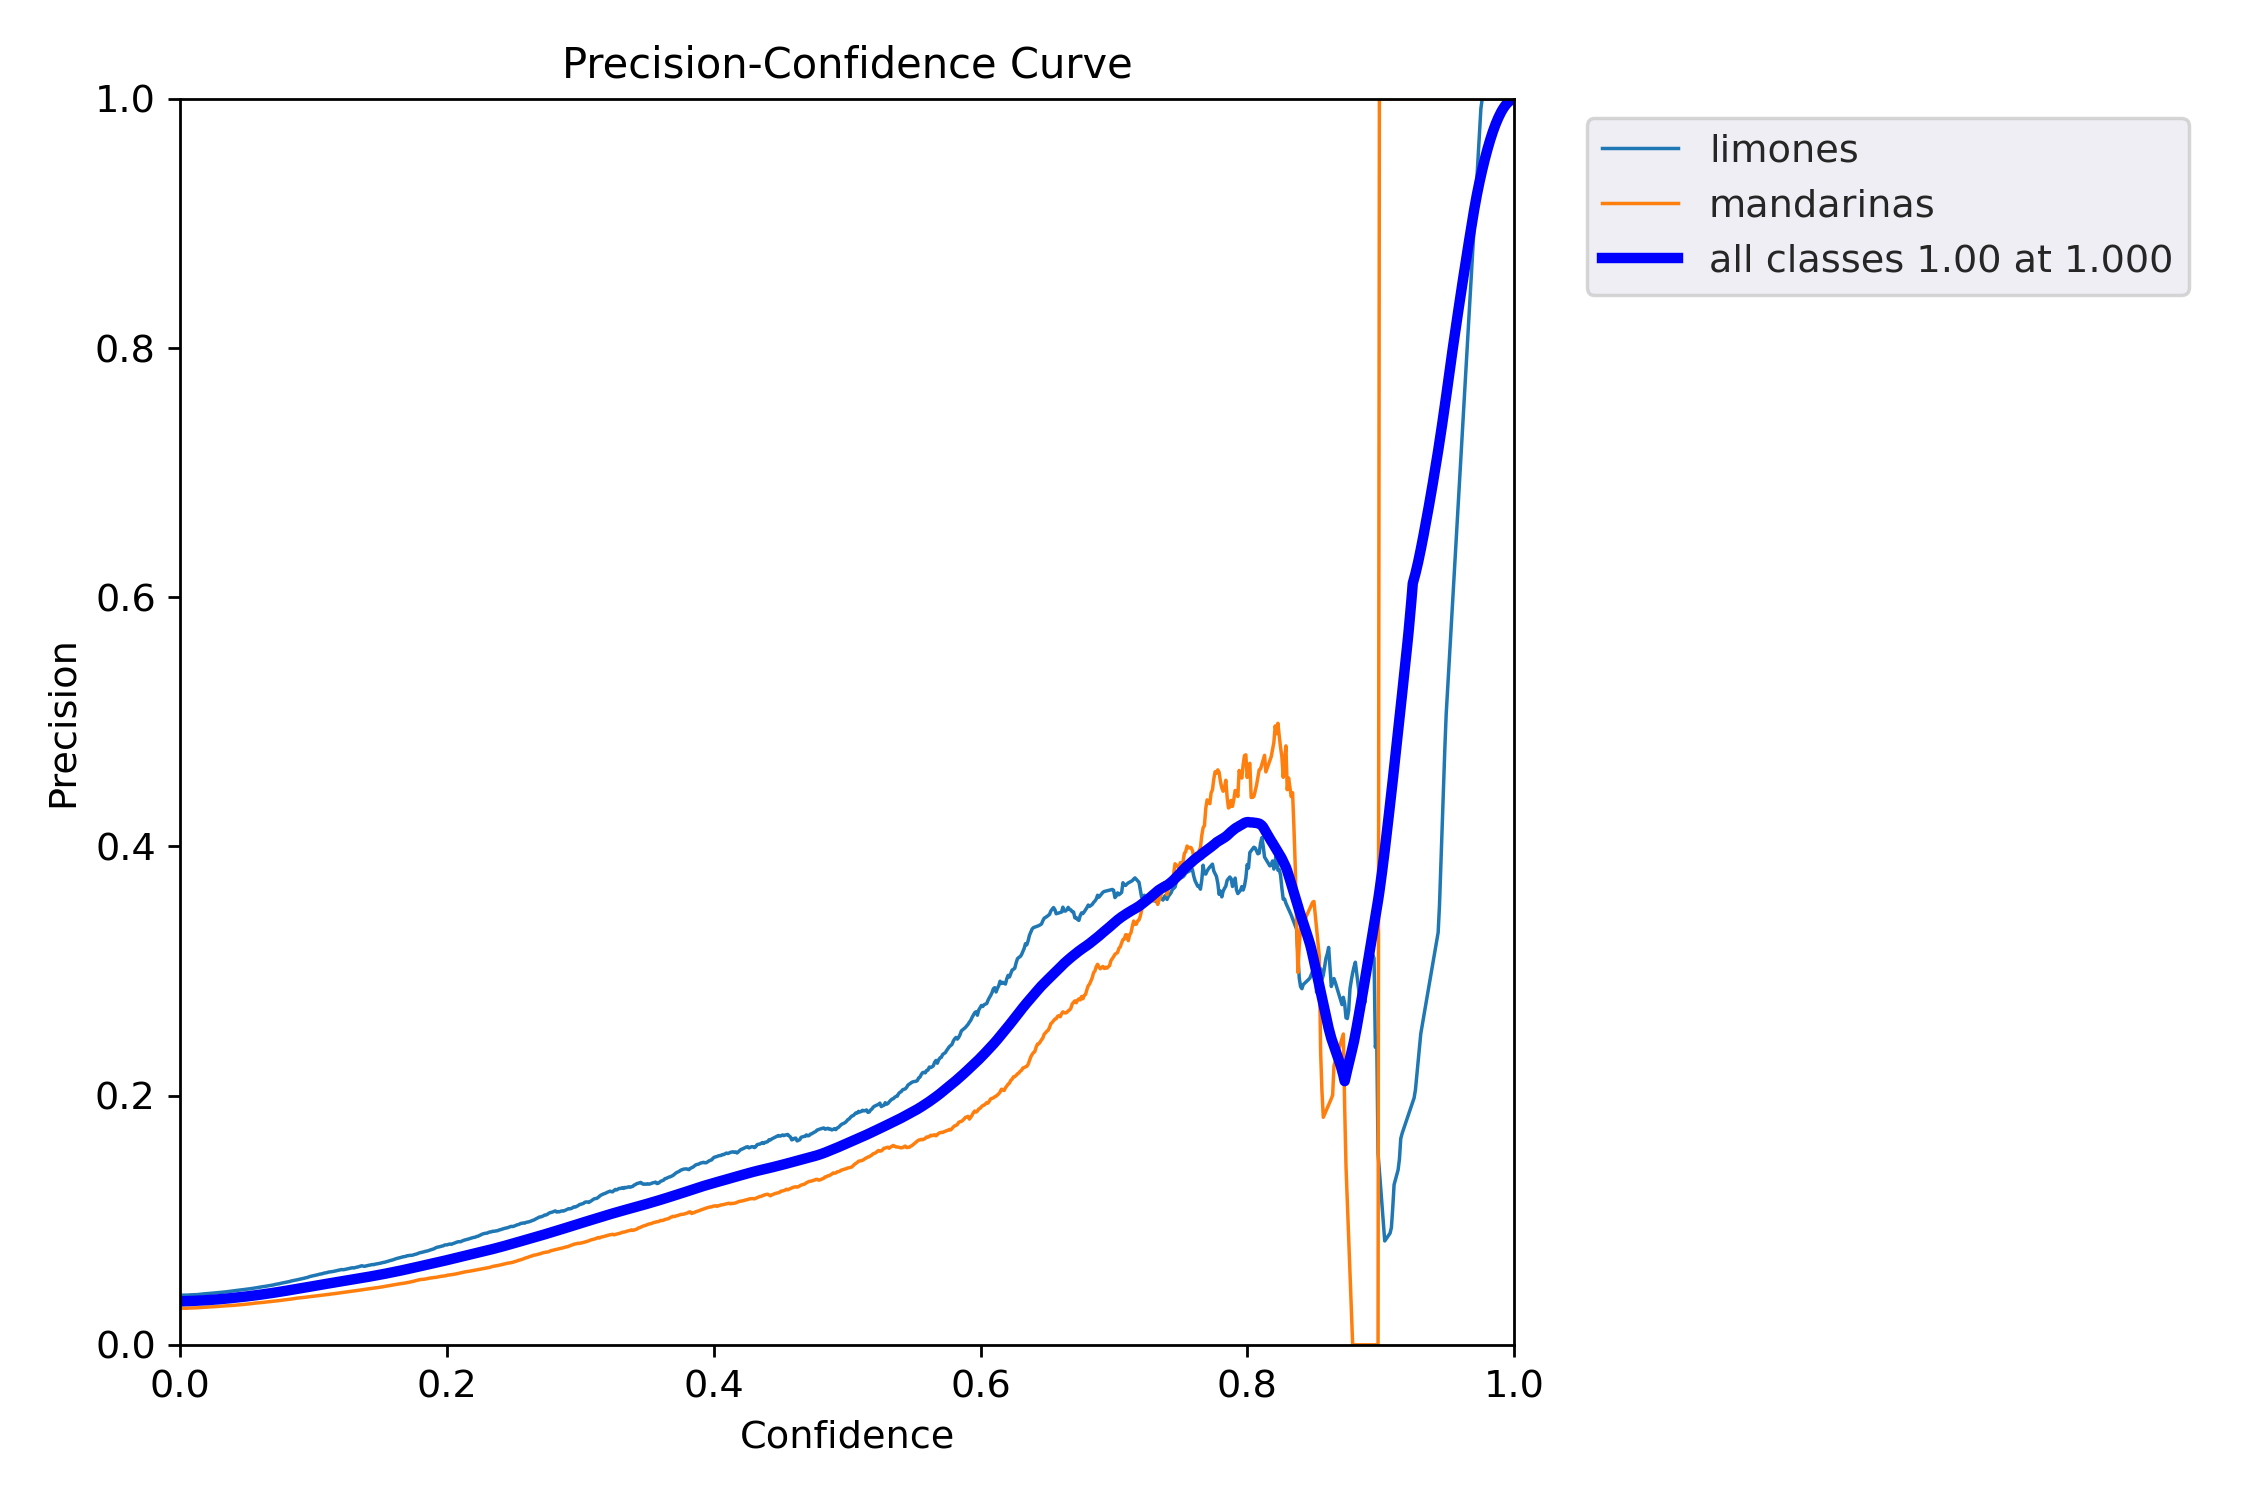 Precision-Confidence Curve
1.0
0.8
0.6
0.4
0.2
0.0
Precision
0.0 0.2 0.4 0.6 0.8 1.0
Confidence
limones
mandarinas
all classes 1.00 at 1.000